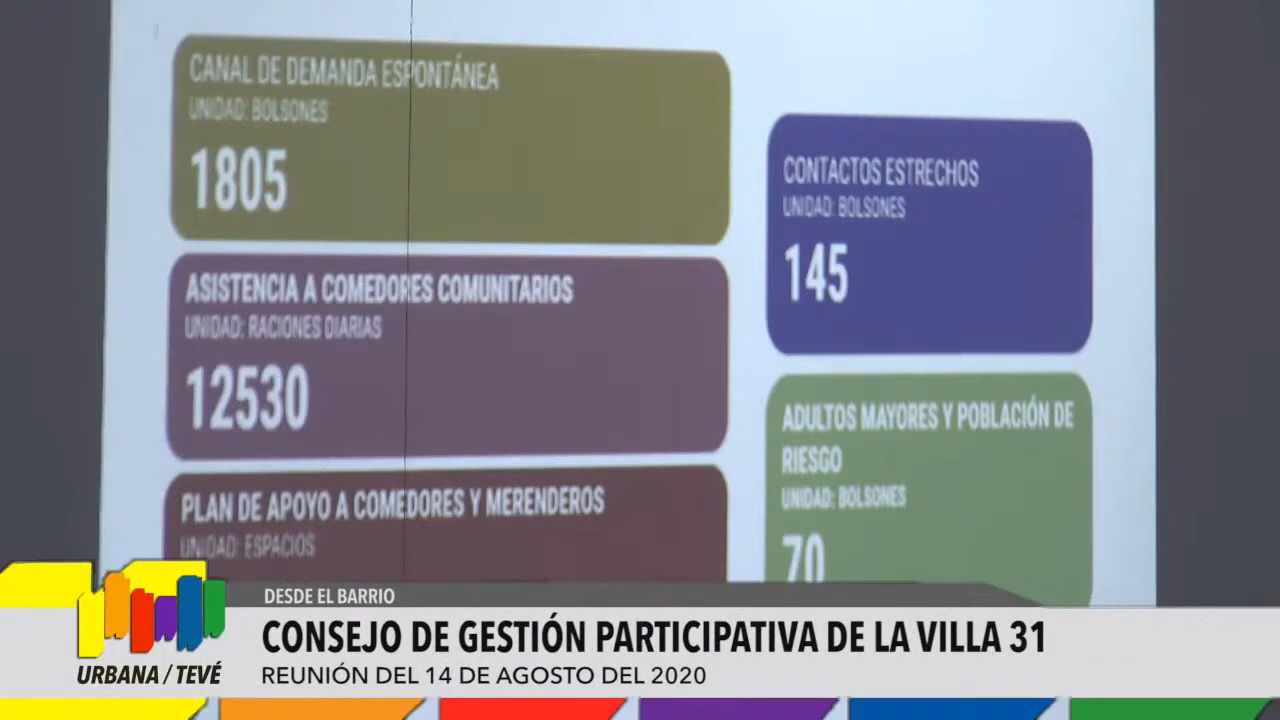 CANAL DE DEMANDA ESPONTÁNEA
UNIDAD: BOLSONES
1805
ASISTENCIA A COMEDORES COMUNITARIOS
UNIDAD: RACIONES DIARIAS
12530
PLAN DE APOYO A COMEDORES Y MERENDEROS
UNIDAD: ESPACIOS
CONTACTOS ESTRECHOS
UNIDAD: BOLSONES
145
ADULTOS MAYORES Y POBLACIÓN DE
RIESGO
UNIDAD: BOLSONES
70
DESDE EL BARRIO
CONSEJO DE GESTIÓN PARTICIPATIVA DE LA VILLA 31
REUNIÓN DEL 14 DE AGOSTO DEL 2020
URBANA / TEVÉ